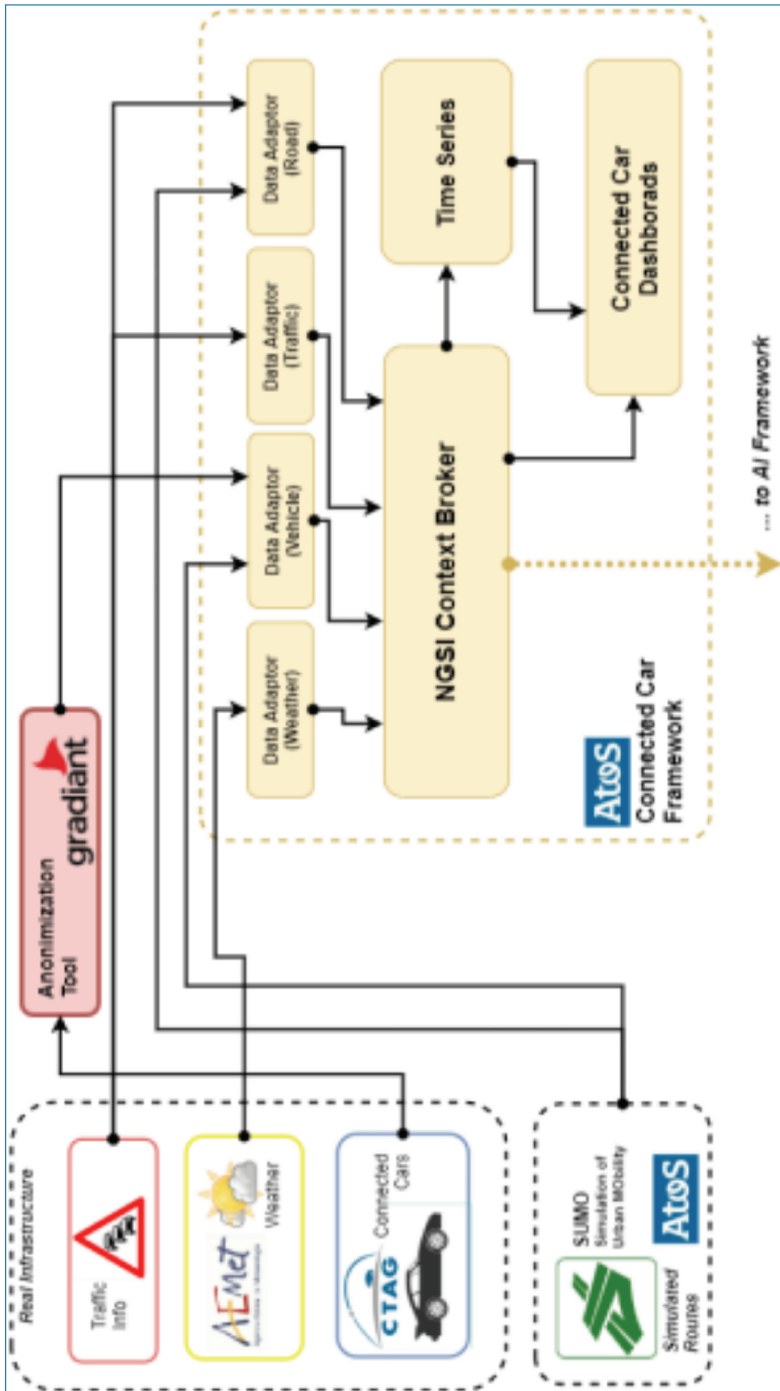 Real Infrastructure
Traffic
Info
AEMet
Weather
CTAG
Connected
Cars
SUMO
Simulation of
Urban MObility
Simulated
Routes
Atos
Anonimization
Tool
gradiant
Data Adaptor
(Weather)
Data Adaptor
(Vehicle)
Data Adaptor
(Traffic)
Data Adaptor
(Road)
NGSI Context Broker
Time Series
Connected Car
Dashborads
Atos
Connected Car
Framework
... to AI Framework